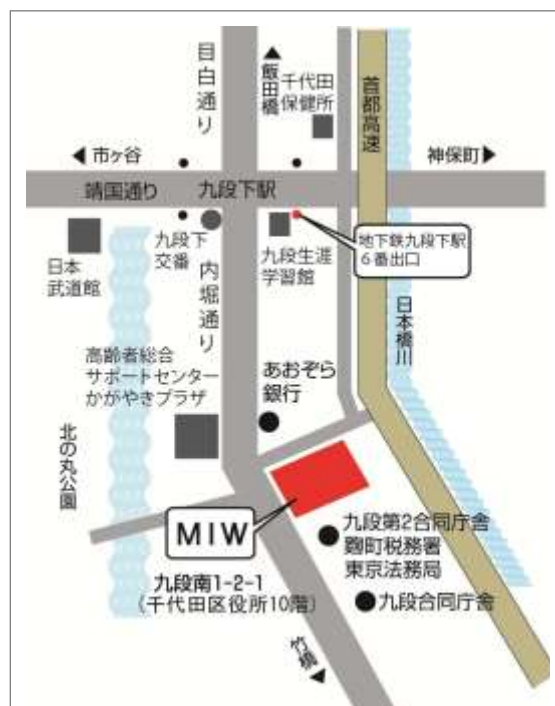 目白通り
▲飯田橋
千代田
保健所
首都高速
◀市ヶ谷
神保町▶
靖国通り
九段下駅
地下鉄九段下駅
6番出口
九段下
交番
九段生涯
学習館
日本
武道館
内堀通り
日本橋川
高齢者総合
サポートセンター
かがやきプラザ
あおぞら
銀行
北の丸公園
MIW
九段第2合同庁舎
麴町税務署
東京法務局
九段南1-2-1
(千代田区役所10階)
九段合同庁舎
竹橋▼